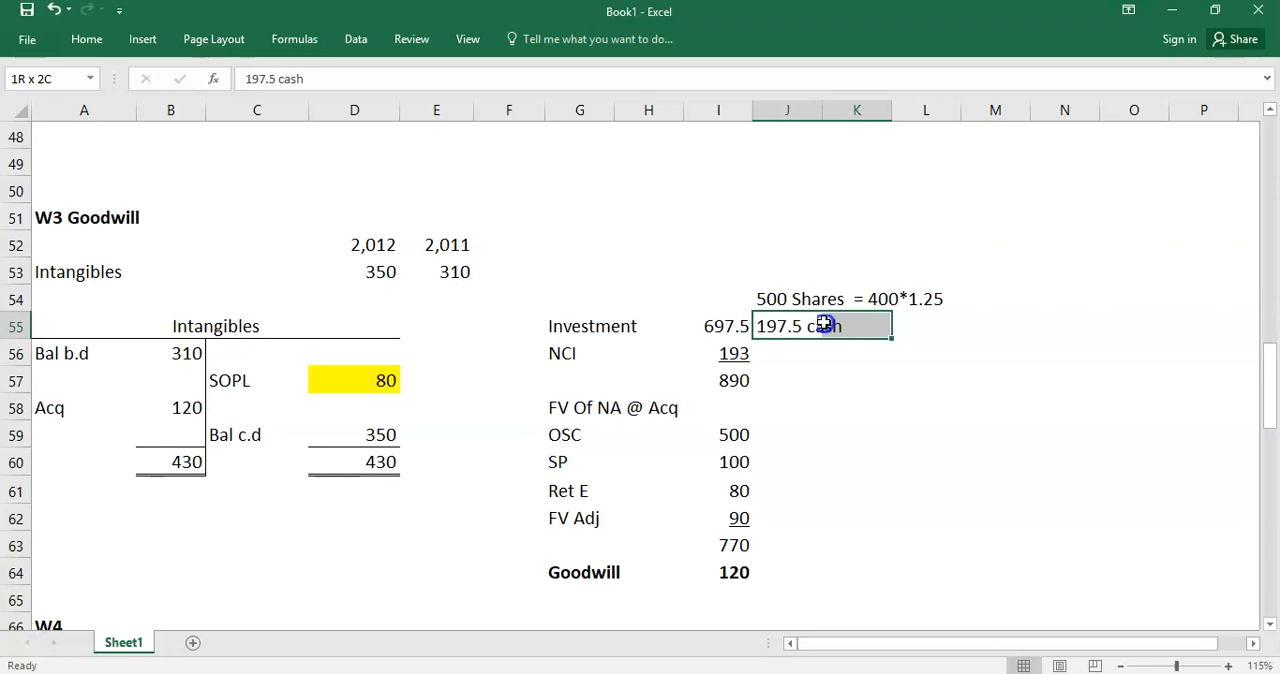 Book1 - Excel
File Home Insert Page Layout Formulas Data Review View Tell me what you want to do... Sign in Share
1R x 2C fx 197.5 cash
A B C D E F G H I J K L M N O P
48
49
50
51 W3 Goodwill
52 2,012 2,011
53 Intangibles 350 310
54 500 Shares = 400*1.25
55 Intangibles Investment 697.5 197.5 cash
56 Bal b.d 310 NCI 193
57 SOPL 80 890
58 Acq 120 FV Of NA @ Acq
59 Bal c.d 350 OSC 500
60 430 430 SP 100
61 Ret E 80
62 FV Adj 90
63 770
64 Goodwill 120
65
66 W4
Sheet1
Ready 115%